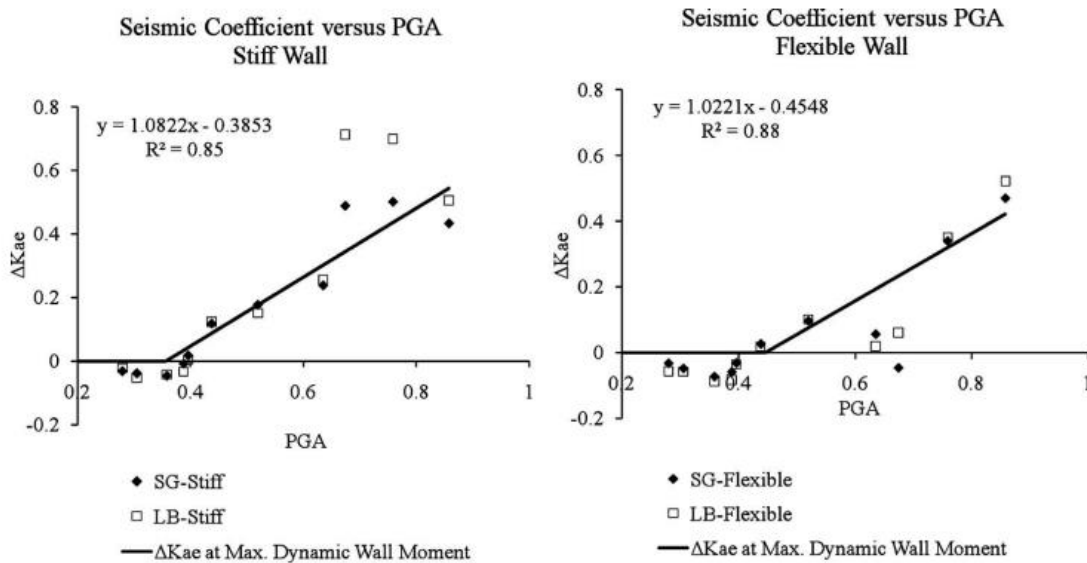 Seismic Coefficient versus PGA
Stiff Wall
y = 1.0822x - 0.3853
R² = 0.85
0.8
0.6
0.4
0.2
0
-0.2
ΔKae
0.2
0.4
0.6
0.8
1
PGA
SG-Stiff
LB-Stiff
ΔKae at Max. Dynamic Wall Moment
Seismic Coefficient versus PGA
Flexible Wall
y = 1.0221x - 0.4548
R² = 0.88
0.8
0.6
0.4
0.2
0
-0.2
ΔKae
0.2
0.4
0.6
0.8
1
PGA
SG-Flexible
LB-Flexible
ΔKae at Max. Dynamic Wall Moment